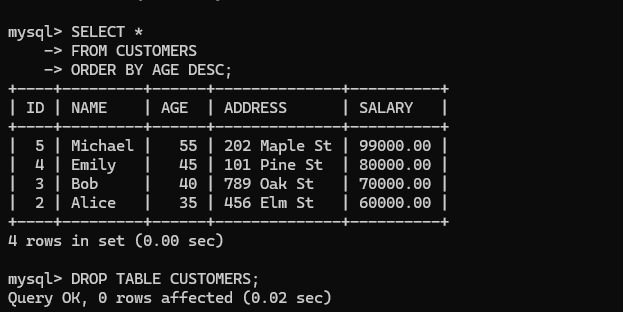 mysql> SELECT *
    -> FROM CUSTOMERS
    -> ORDER BY AGE DESC;
+----+---------+------+--------------+----------+
| ID | NAME    | AGE  | ADDRESS      | SALARY   |
+----+---------+------+--------------+----------+
|  5 | Michael |   55 | 202 Maple St | 99000.00 |
|  4 | Emily   |   45 | 101 Pine St  | 80000.00 |
|  3 | Bob     |   40 | 789 Oak St   | 70000.00 |
|  2 | Alice   |   35 | 456 Elm St   | 60000.00 |
+----+---------+------+--------------+----------+
4 rows in set (0.00 sec)
mysql> DROP TABLE CUSTOMERS;
Query OK, 0 rows affected (0.02 sec)